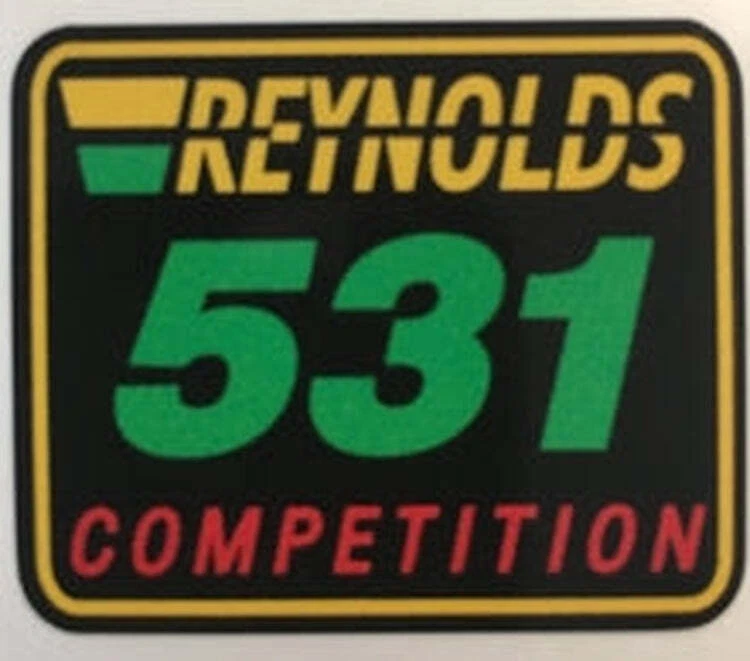 REYNOLDS
531
COMPETITION